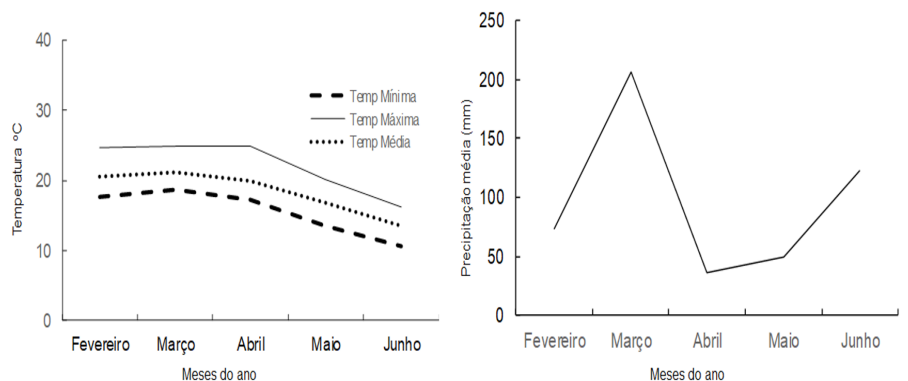 40
30
20
10
0
Temperatura ºC
Temp Mínima
Temp Máxima
Temp Média
Fevereiro Março Abril Maio Junho
Meses do ano
250
200
150
100
50
0
Precipitação média (mm)
Fevereiro Março Abril Maio Junho
Meses do ano